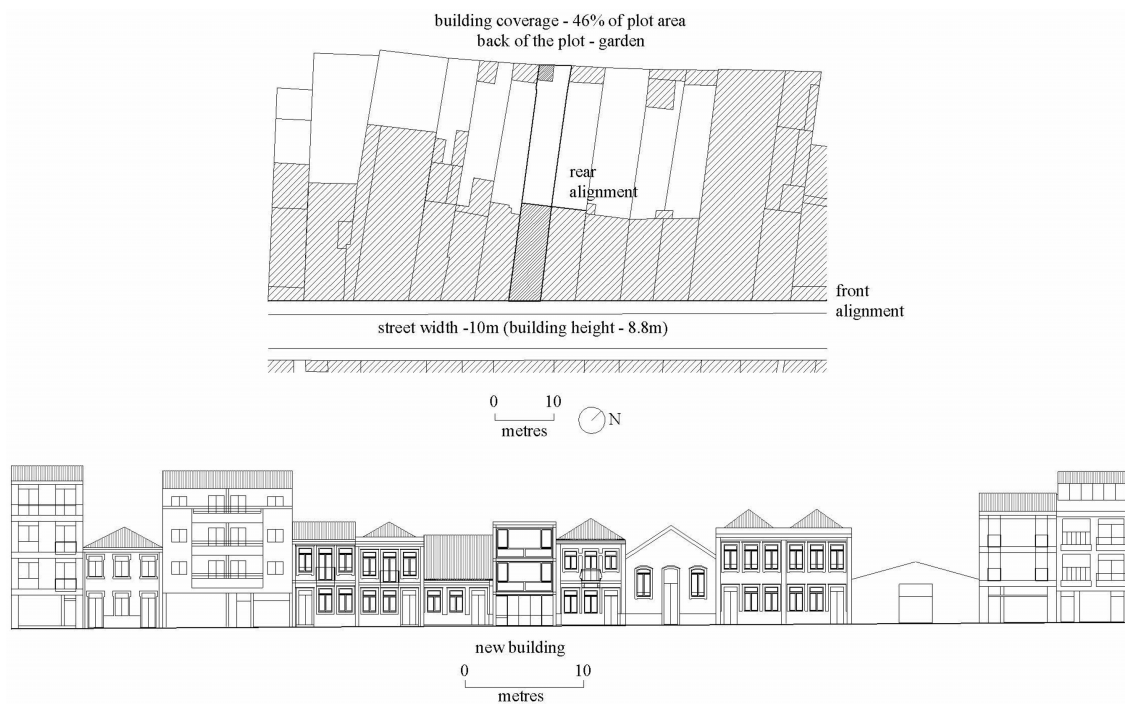 building coverage - 46% of plot area
back of the plot - garden
rear
alignment
front
alignment
street width -10m (building height - 8.8m)
0 10
metres
N
new building
0 10
metres